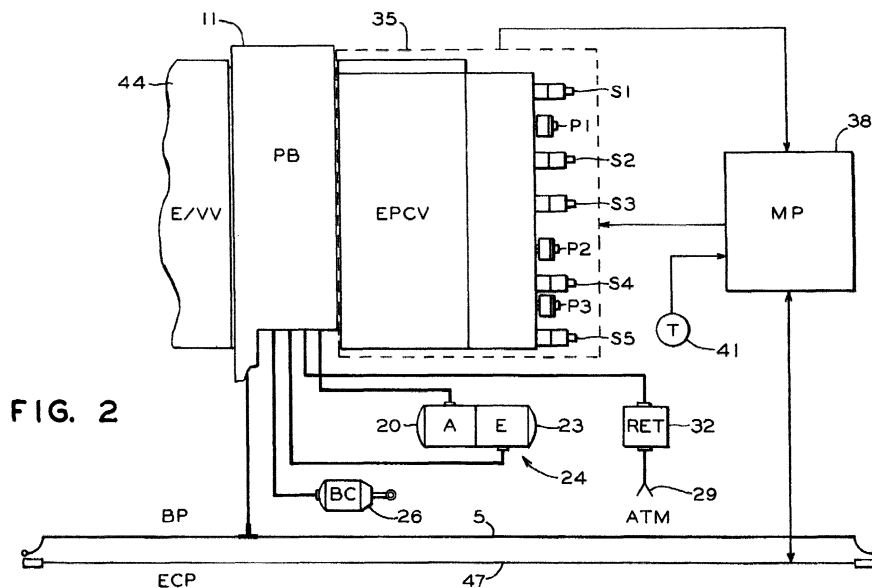 11
35
44
S1
P1
38
PB
S2
E/VV
EPCV
S3
MP
P2
S4
P3
T
S5
41
FIG. 2
20
A
E
23
RET
32
24
BC
29
BP
26
5
ATM
ECP
47